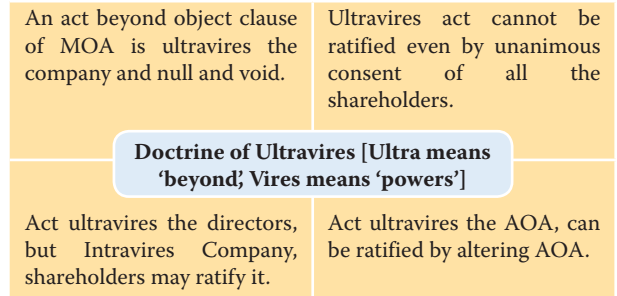 An act beyond object clause
of MOA is ultravires the
company and null and void.
Ultravires act cannot be
ratified even by unanimous
consent of all the
shareholders.
Doctrine of Ultravires [Ultra means
‘beyond’, Vires means ‘powers’]
Act ultravires the directors,
but Intravires Company,
shareholders may ratify it.
Act ultravires the AOA, can
be ratified by altering AOA.